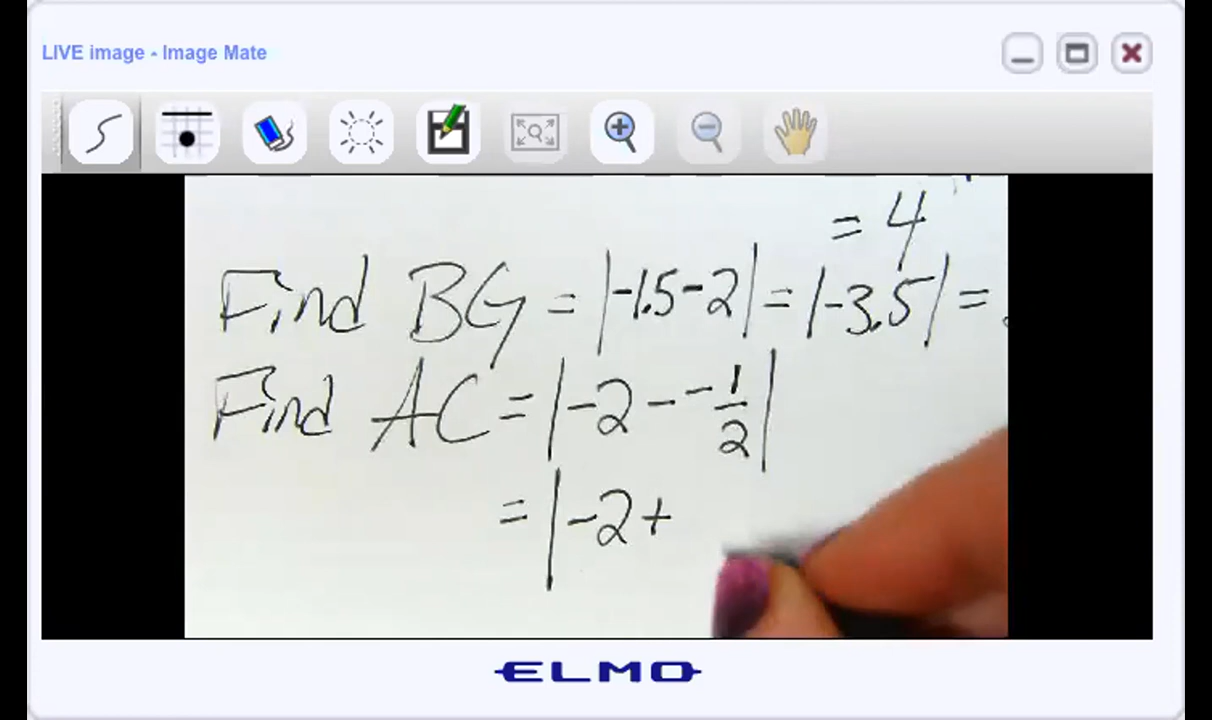 LIVE image - Image Mate
= 4
Find BG = |-1.5-2| = |-3.5| =
Find AC = |-2 - -1/2|
= |-2+
ELMO